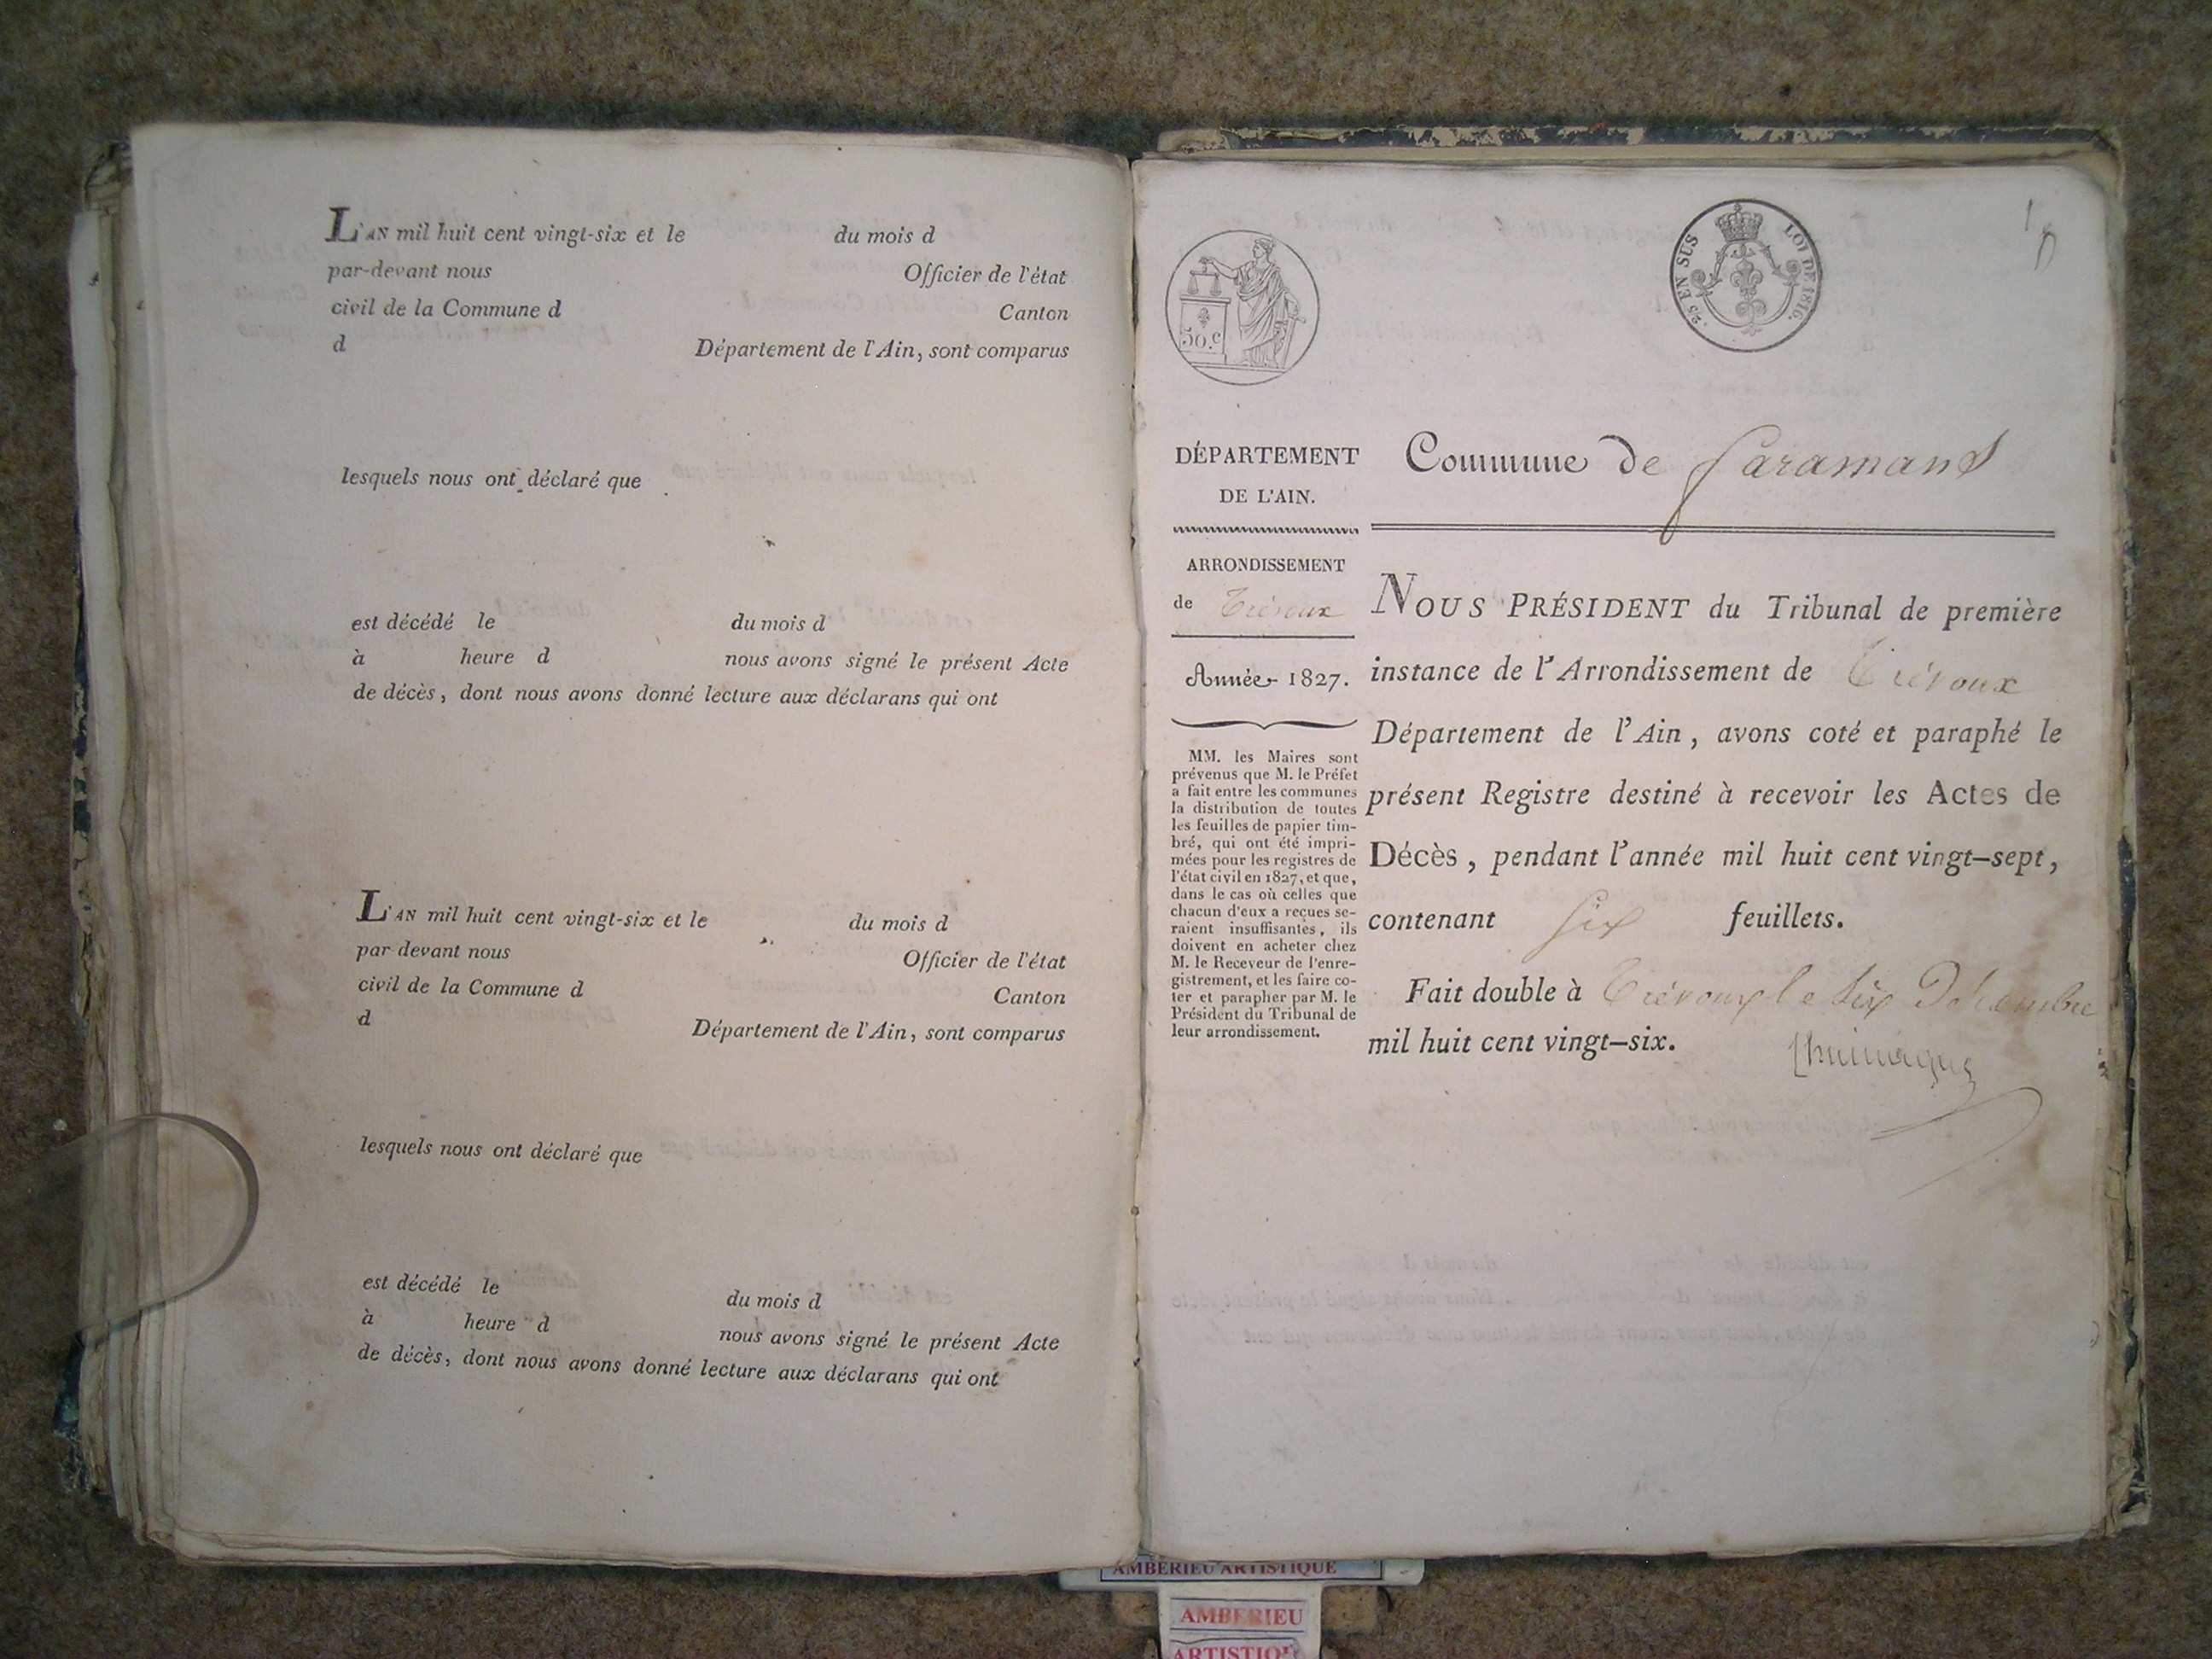 L'AN mil huit cent vingt-six et le du mois d
par-devant nous Officier de l'état
civil de la Commune d Canton
d Département de l'Ain, sont comparus
lesquels nous ont déclaré que
est décédé le du mois d
à heure d nous avons signé le présent Acte
de décès, dont nous avons donné lecture aux déclarans qui ont
L'AN mil huit cent vingt-six et le du mois d
par devant nous Officier de l'état
civil de la Commune d Canton
d Département de l'Ain, sont comparus
lesquels nous ont déclaré que
est décédé le du mois d
à heure d nous avons signé le présent Acte
de décès, dont nous avons donné lecture aux déclarans qui ont
50.c
25 EN SUS LOI DE 1816.
DÉPARTEMENT
DE L'AIN.
ARRONDISSEMENT
de Trévoux
Année 1827.
MM. les Maires sont
prévenus que M. le Préfet
a fait entre les communes
la distribution de toutes
les feuilles de papier tim-
bré, qui ont été impri-
mées pour les registres de
l'état civil en 1827, et que,
dans le cas où celles que
chacun d'eux a reçues se-
raient insuffisantes, ils
doivent en acheter chez
M. le Receveur de l'enre-
gistrement, et les faire co-
ter et parapher par M. le
Président du Tribunal de
leur arrondissement.
Commune de faramans
NOUS PRÉSIDENT du Tribunal de première
instance de l'Arrondissement de Trévoux
Département de l'Ain, avons coté et paraphé le
présent Registre destiné à recevoir les Actes de
Décès, pendant l'année mil huit cent vingt-sept,
contenant six feuillets.
Fait double à Trévoux le six Décembre
mil huit cent vingt-six.
AMBERIEU ARTISTIQUE
AMBERIEU
ARTISTIQUE